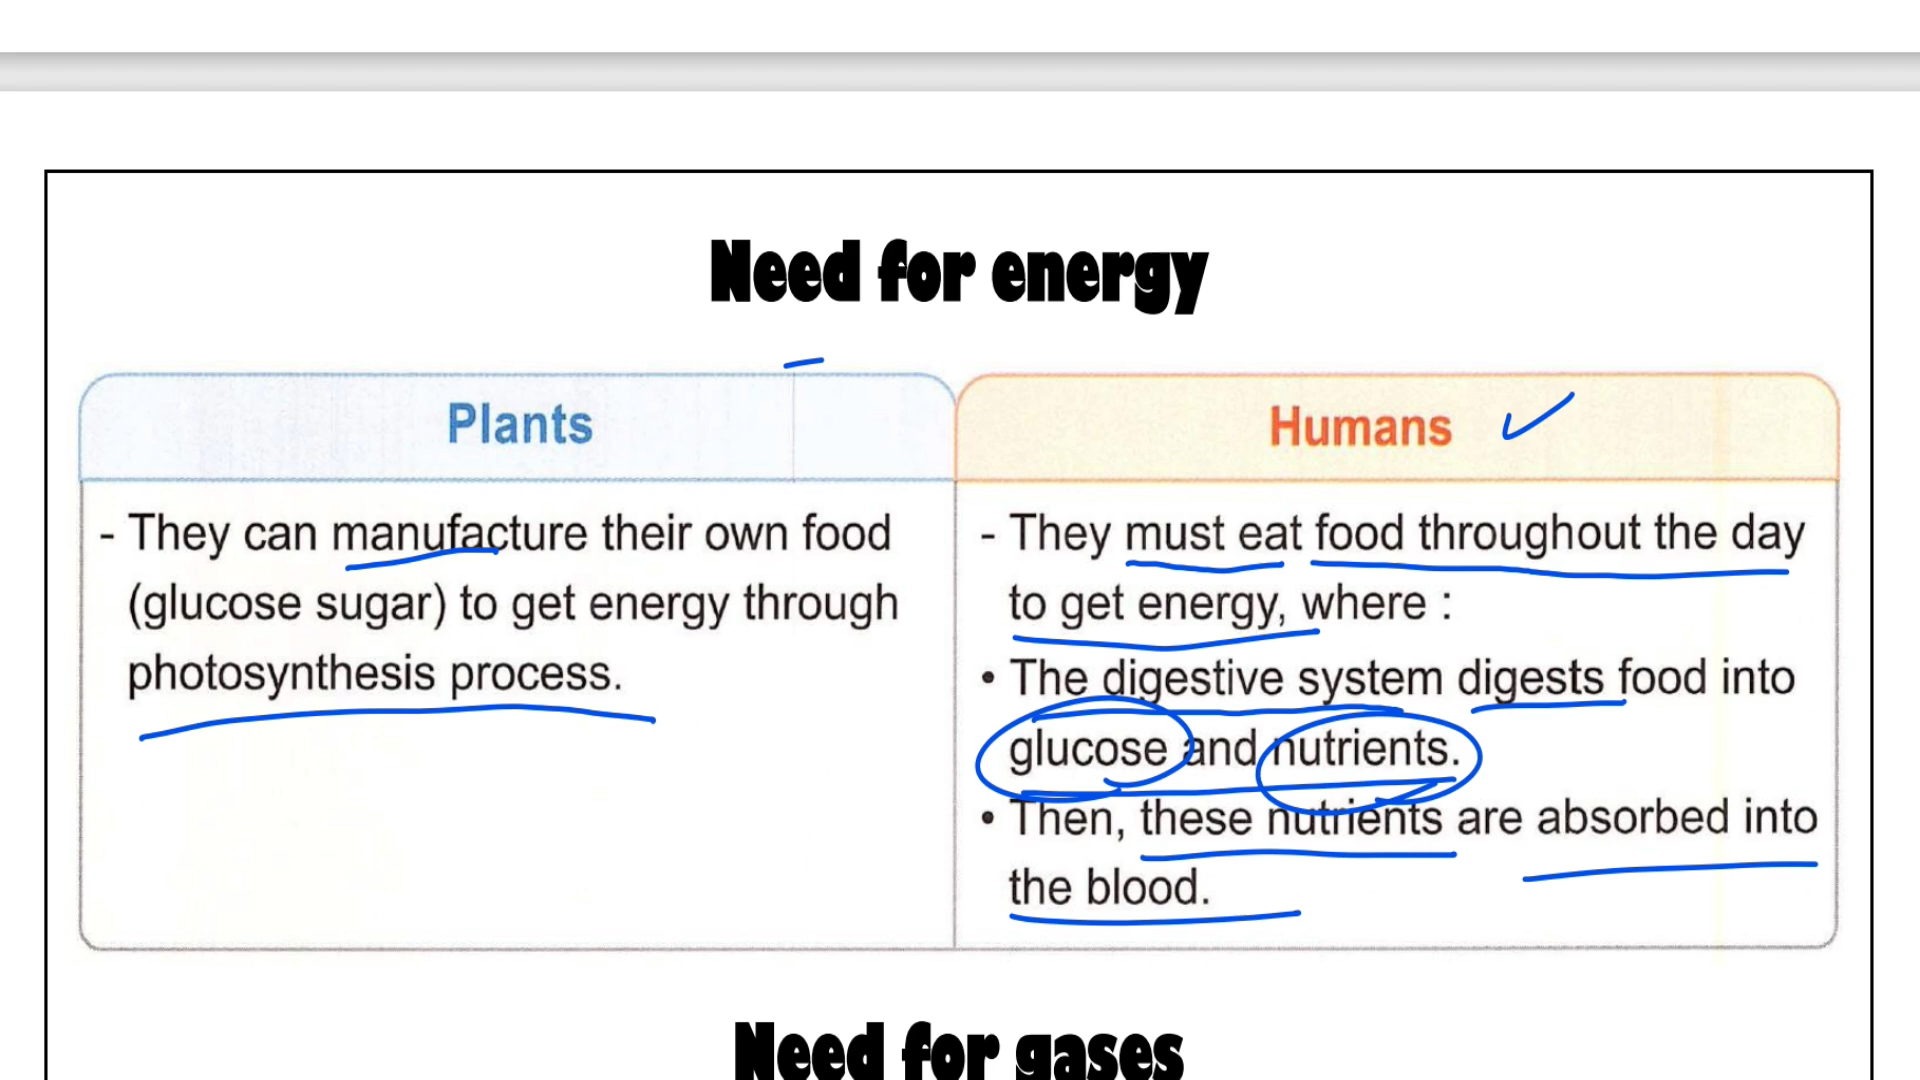 Need for energy
Plants
Humans
- They can manufacture their own food
(glucose sugar) to get energy through
photosynthesis process.
- They must eat food throughout the day
to get energy, where :
• The digestive system digests food into
glucose and nutrients.
• Then, these nutrients are absorbed into
the blood.
Need for gases